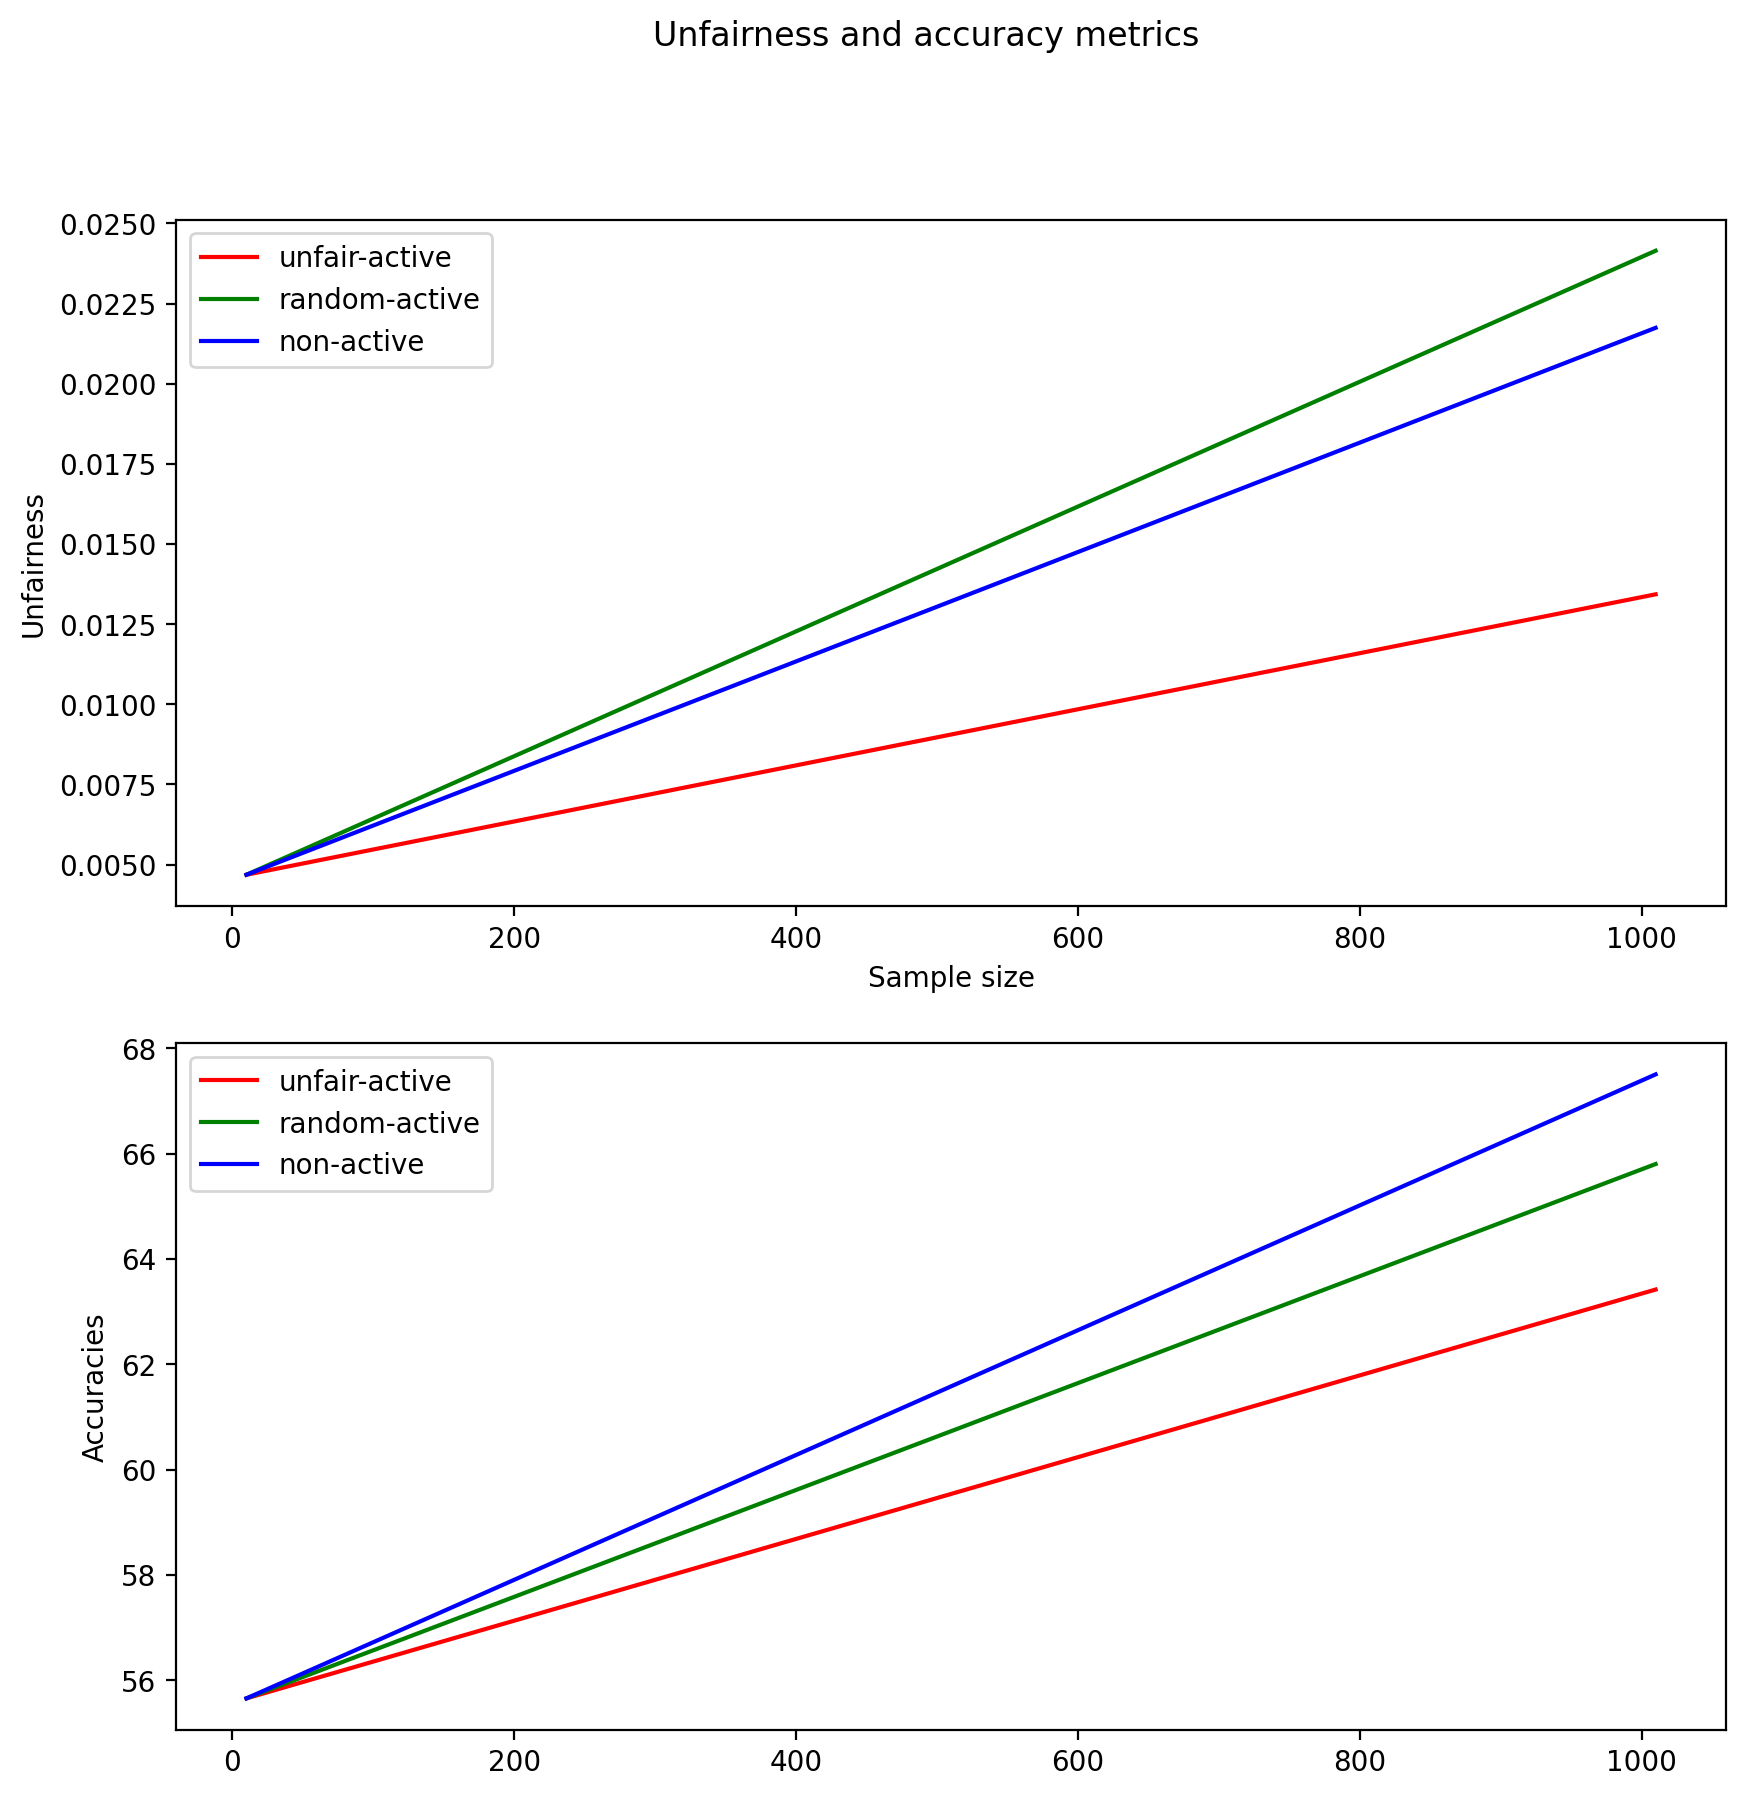 Unfairness and accuracy metrics
0.0250
0.0225
0.0200
0.0175
0.0150
0.0125
0.0100
0.0075
0.0050
Unfairness
unfair-active
random-active
non-active
0 200 400 600 800 1000
Sample size
68
66
64
62
60
58
56
Accuracies
unfair-active
random-active
non-active
0 200 400 600 800 1000